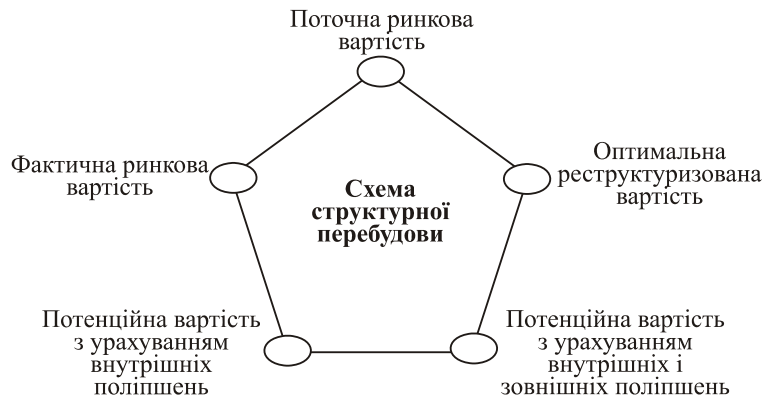 Поточна ринкова
вартість
Фактична ринкова
вартість
Оптимальна
реструктуризована
вартість
Схема
структурної
перебудови
Потенційна вартість
з урахуванням
внутрішніх
поліпшень
Потенційна вартість
з урахуванням
внутрішніх і
зовнішніх поліпшень